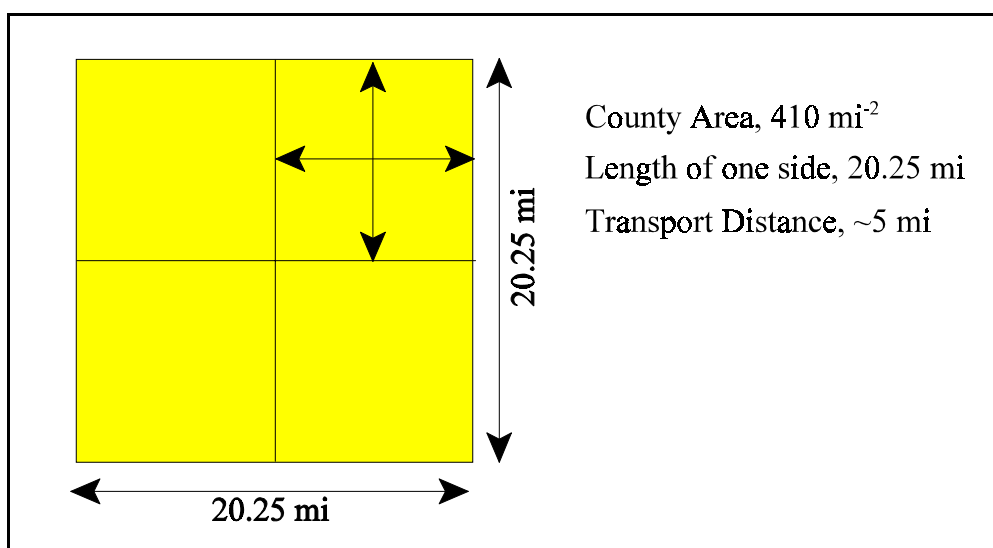 County Area, 410 mi-2
Length of one side, 20.25 mi
Transport Distance, ~5 mi
20.25 mi
20.25 mi